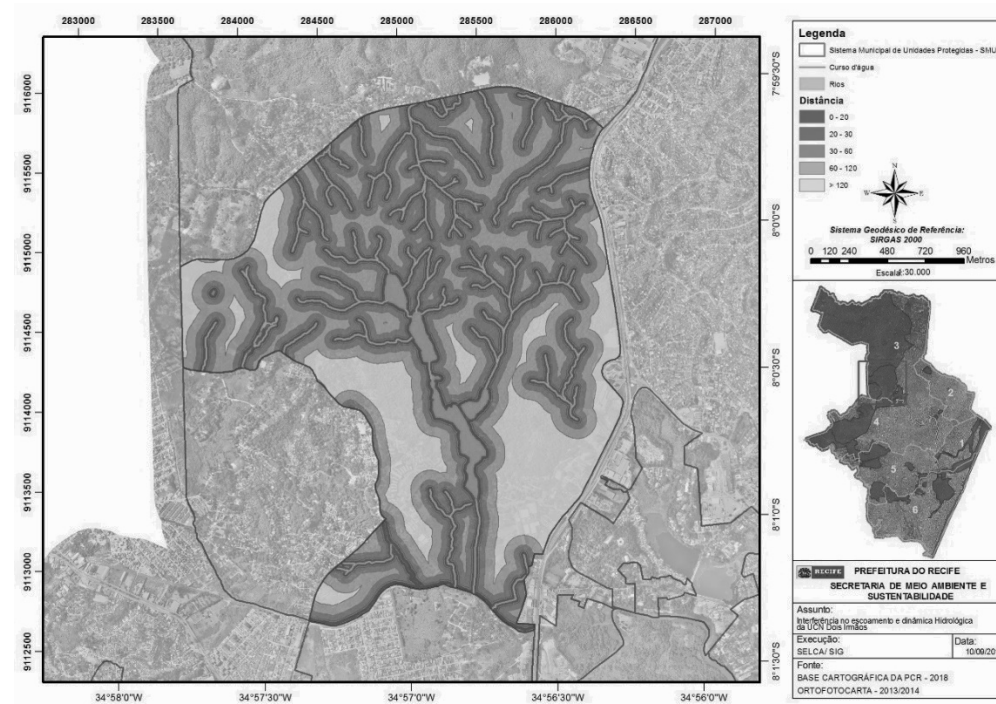 283000 283500 284000 284500 285000 285500 286000 286500 287000
9116000
9115500
9115000
9114500
9114000
9113500
9113000
9112500
7°59'30"S
8°0'0"S
8°0'30"S
8°1'0"S
8°1'30"S
34°58'0"W 34°57'30"W 34°57'0"W 34°56'30"W 34°56'0"W
Legenda
Sistema Municipal de Unidades Protegidas - SMU
Curso d'água
Rios
Distância
0 - 20
20 - 30
30 - 60
60 - 120
> 120
N
W E
S
Sistema Geodésico de Referência:
SIRGAS 2000
0 120 240 480 720 960
Metros
Escala1:30.000
3
2
4
1
5
6
RECIFE PREFEITURA DO RECIFE
SECRETARIA DE MEIO AMBIENTE E
SUSTENTABILIDADE
Assunto:
Interferência no escoamento e dinâmica Hidrológica
da UCN Dois Irmãos
Execução:
SELCA/ SIG
Data:
10/09/20
Fonte:
BASE CARTOGRÁFICA DA PCR - 2018
ORTOFOTOCARTA - 2013/2014